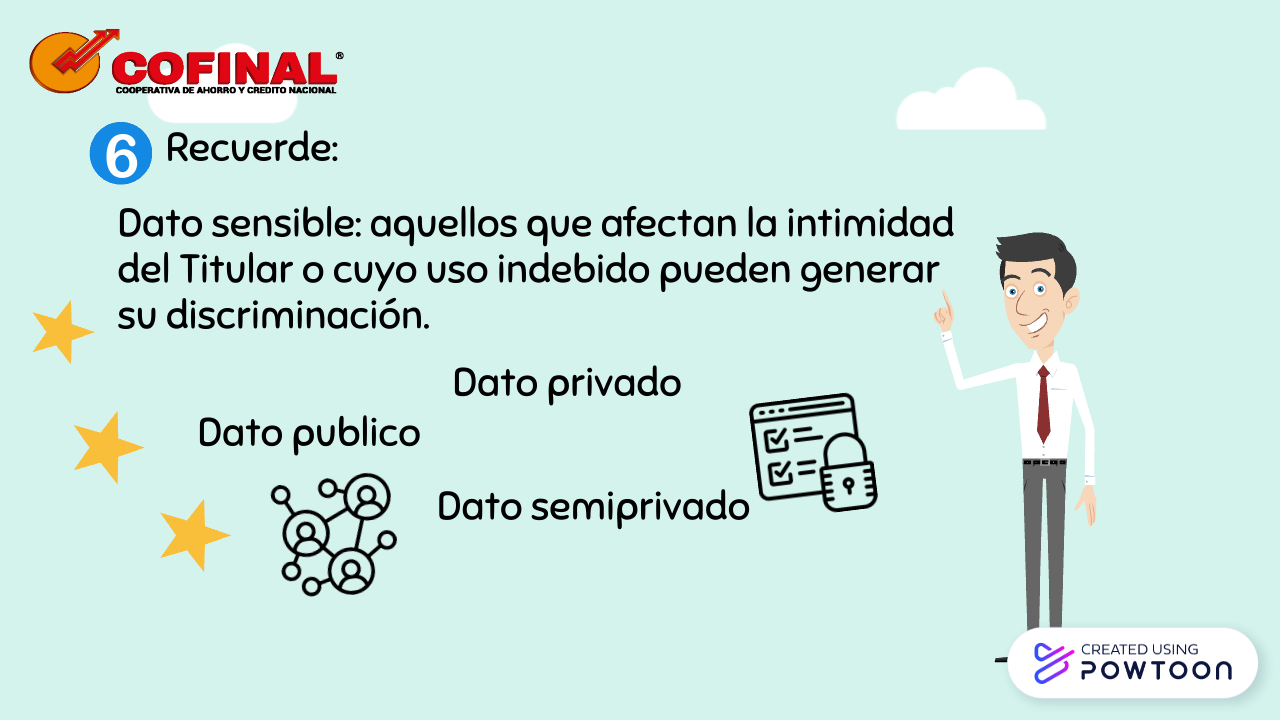 COFINAL®
COOPERATIVA DE AHORRO Y CREDITO NACIONAL
6 Recuerde:
Dato sensible: aquellos que afectan la intimidad
del Titular o cuyo uso indebido pueden generar
su discriminación.
Dato privado
Dato publico
Dato semiprivado
CREATED USING
POWTOON